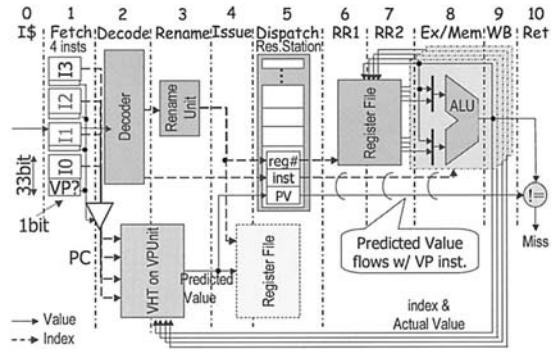 0 1 2 3 4 5 6 7 8 9 10
I$ Fetch Decode Rename Issue Dispatch RR1 RR2 Ex/Mem WB Ret
4 insts
Res.Station
I3
I2
I1
I0
VP?
33bit
1bit
Decoder
Rename
Unit
reg#
inst
PV
Register File
ALU
!=
Miss
PC
VHT on VPUnit
Predicted
Value
Register File
Predicted Value
flows w/ VP inst.
index &
Actual Value
Value
Index